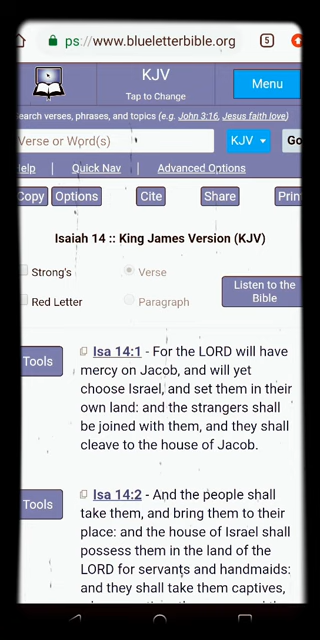 ps://www.blueletterbible.org 5
KJV
Tap to Change
Menu
earch verses, phrases, and topics (e.g. John 3:16, Jesus faith love)
Verse or Word(s) KJV Go
elp | Quick Nav | Advanced Options
Copy Options Cite Share Prin
Isaiah 14 :: King James Version (KJV)
Strong's Verse
Red Letter Paragraph
Listen to the
Bible
Tools
Isa 14:1 - For the LORD will have
mercy on Jacob, and will yet
choose Israel, and set them in their
own land: and the strangers shall
be joined with them, and they shall
cleave to the house of Jacob.
Tools
Isa 14:2 - And the people shall
take them, and bring them to their
place: and the house of Israel shall
possess them in the land of the
LORD for servants and handmaids:
and they shall take them captives,